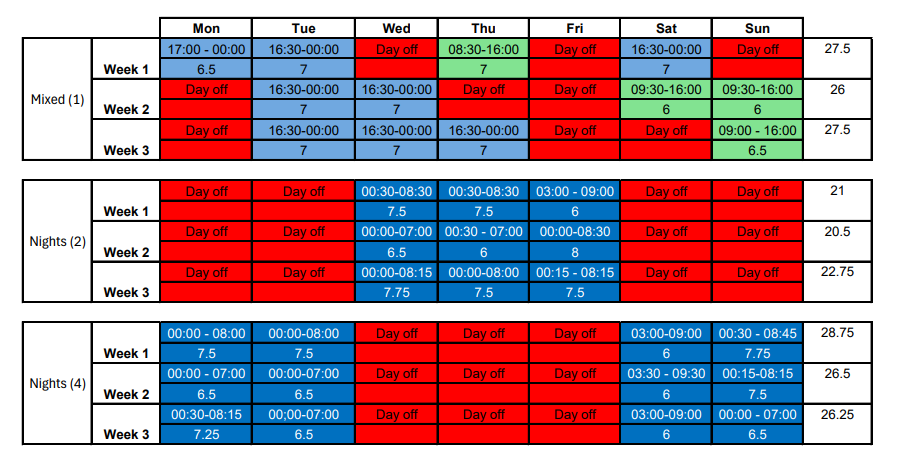 Mon Tue Wed Thu Fri Sat Sun
17:00 - 00:00 16:30-00:00 Day off 08:30-16:00 Day off 16:30-00:00 Day off 27.5
Week 1 6.5 7 7 7
Mixed (1) Day off 16:30-00:00 16:30-00:00 Day off Day off 09:30-16:00 09:30-16:00 26
Week 2 7 7 6 6
Day off 16:30-00:00 16:30-00:00 16:30-00:00 Day off Day off 09:00 - 16:00 27.5
Week 3 7 7 7 6.5
Day off Day off 00:30-08:30 00:30-08:30 03:00 - 09:00 Day off Day off 21
Week 1 7.5 7.5 6
Nights (2) Day off Day off 00:00-07:00 00:30 - 07:00 00:00-08:30 Day off Day off 20.5
Week 2 6.5 6 8
Day off Day off 00:00-08:15 00:00-08:00 00:15 - 08:15 Day off Day off 22.75
Week 3 7.75 7.5 7.5
00:00 - 08:00 00:00-08:00 Day off Day off Day off 03:00-09:00 00:30 - 08:45 28.75
Week 1 7.5 7.5 6 7.75
Nights (4) 00:00 - 07:00 00:00-07:00 Day off Day off Day off 03:30 - 09:30 00:15-08:15 26.5
Week 2 6.5 6.5 6 7.5
00:30-08:15 00:00-07:00 Day off Day off Day off 03:00-09:00 00:00 - 07:00 26.25
Week 3 7.25 6.5 6 6.5